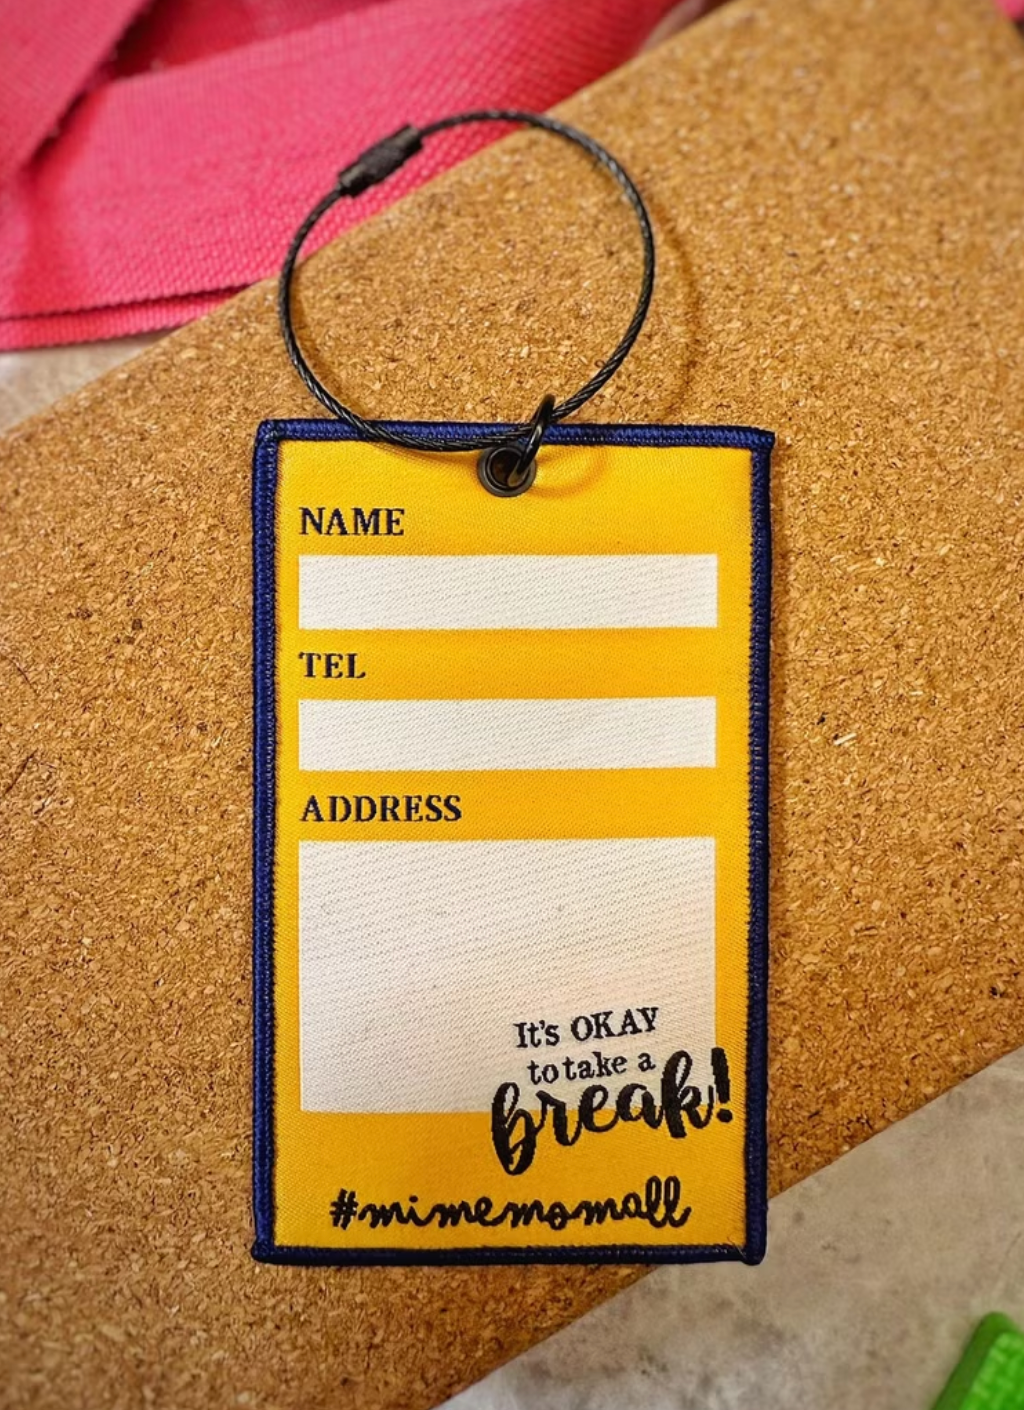 NAME
TEL
ADDRESS
It's OKAY
to take a
break!
#mimemomall